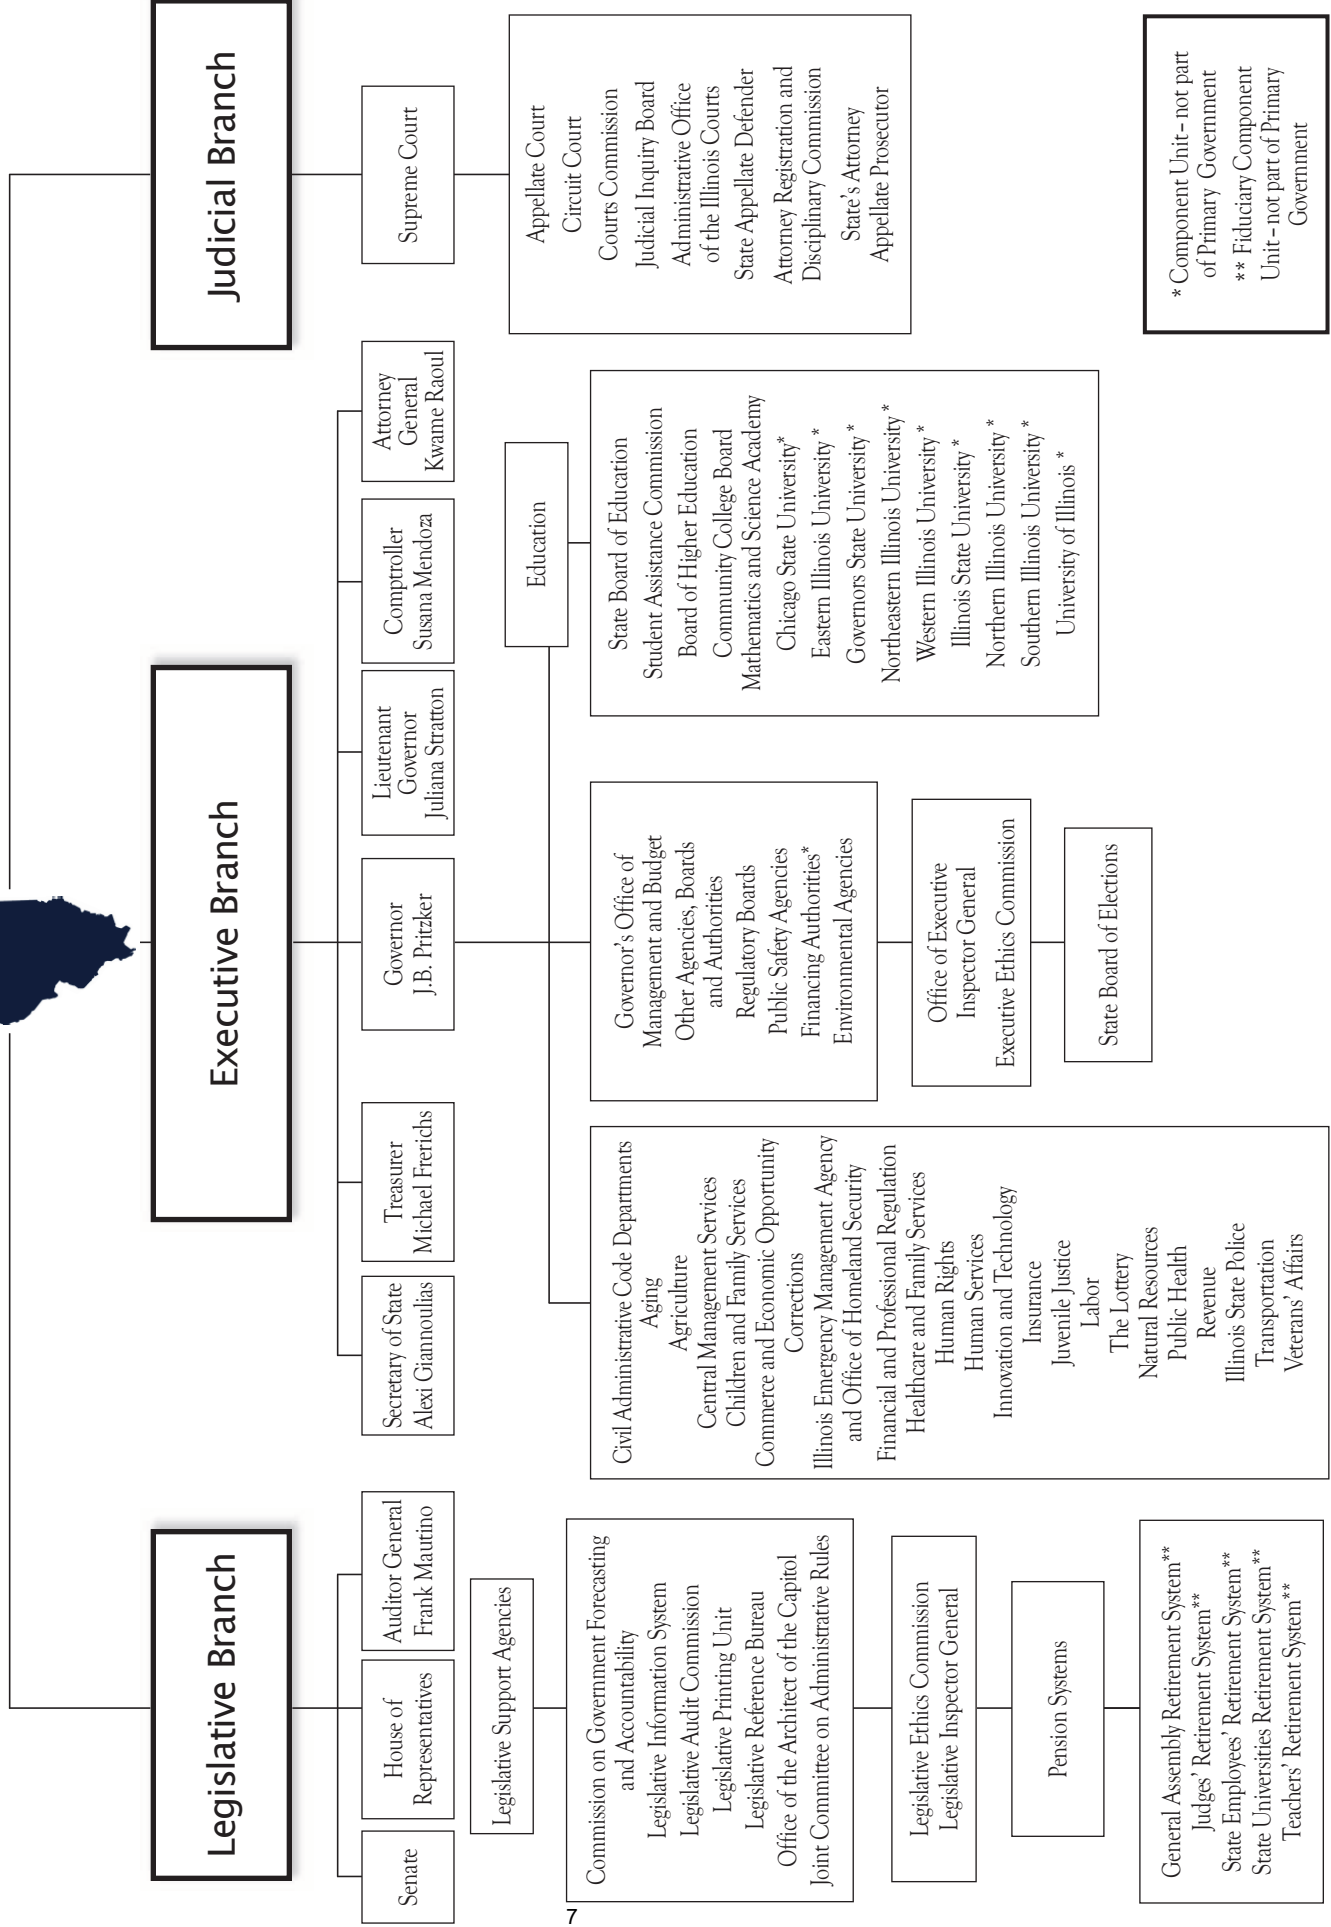 Legislative Branch
Executive Branch
Judicial Branch
Senate
House of
Representatives
Auditor General
Frank Mautino
Secretary of State
Alexi Giannoulias
Treasurer
Michael Frerichs
Governor
J.B. Pritzker
Lieutenant
Governor
Juliana Stratton
Comptroller
Susana Mendoza
Attorney
General
Kwame Raoul
Supreme Court
Legislative Support Agencies
Commission on Government Forecasting
and Accountability
Legislative Information System
Legislative Audit Commission
Legislative Printing Unit
Legislative Reference Bureau
Office of the Architect of the Capitol
Joint Committee on Administrative Rules
Legislative Ethics Commission
Legislative Inspector General
Pension Systems
General Assembly Retirement System**
Judges' Retirement System**
State Employees' Retirement System**
State Universities Retirement System**
Teachers' Retirement System**
Civil Administrative Code Departments
Aging
Agriculture
Central Management Services
Children and Family Services
Commerce and Economic Opportunity
Corrections
Illinois Emergency Management Agency
and Office of Homeland Security
Financial and Professional Regulation
Healthcare and Family Services
Human Rights
Human Services
Innovation and Technology
Insurance
Juvenile Justice
Labor
The Lottery
Natural Resources
Public Health
Revenue
Illinois State Police
Transportation
Veterans' Affairs
Governor's Office of
Management and Budget
Other Agencies, Boards
and Authorities
Regulatory Boards
Public Safety Agencies
Financing Authorities*
Environmental Agencies
Office of Executive
Inspector General
Executive Ethics Commission
State Board of Elections
Education
State Board of Education
Student Assistance Commission
Board of Higher Education
Community College Board
Mathematics and Science Academy
Chicago State University*
Eastern Illinois University *
Governors State University *
Northeastern Illinois University *
Western Illinois University *
Illinois State University *
Northern Illinois University *
Southern Illinois University *
University of Illinois *
Appellate Court
Circuit Court
Courts Commission
Judicial Inquiry Board
Administrative Office
of the Illinois Courts
State Appellate Defender
Attorney Registration and
Disciplinary Commission
State's Attorney
Appellate Prosecutor
* Component Unit - not part
of Primary Government
** Fiduciary Component
Unit - not part of Primary
Government
7